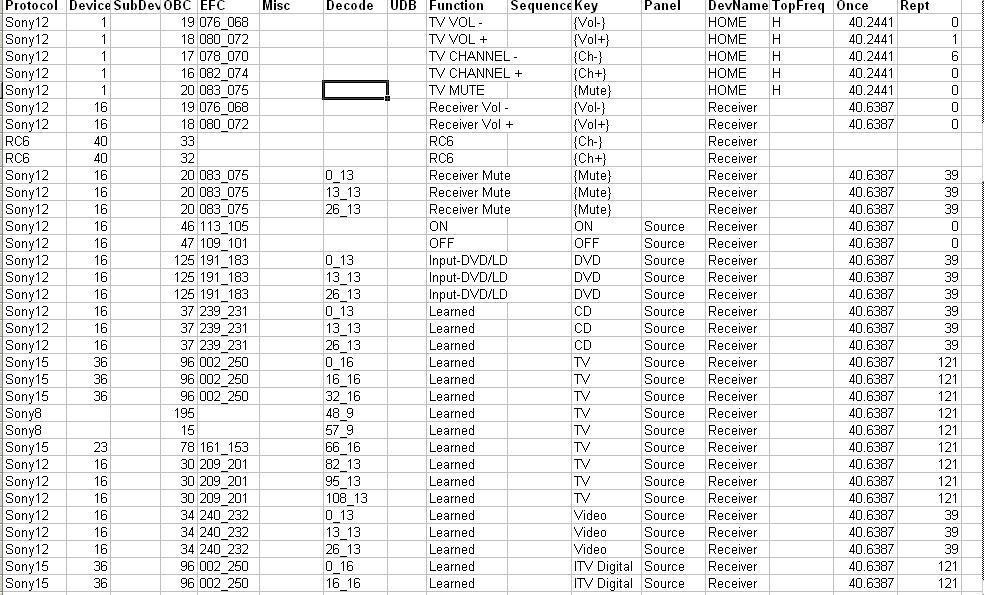 Protocol Device SubDev OBC EFC Misc Decode UDB Function Sequence Key Panel DevName TopFreq Once Rept
Sony12 1 19 076_068 TV VOL - {Vol-} HOME H 40.2441 0
Sony12 1 18 080_072 TV VOL + {Vol+} HOME H 40.2441 1
Sony12 1 17 078_070 TV CHANNEL - {Ch-} HOME H 40.2441 6
Sony12 1 16 082_074 TV CHANNEL + {Ch+} HOME H 40.2441 0
Sony12 1 20 083_075 TV MUTE {Mute} HOME H 40.2441 0
Sony12 16 19 076_068 Receiver Vol - {Vol-} Receiver 40.6387 0
Sony12 16 18 080_072 Receiver Vol + {Vol+} Receiver 40.6387 0
RC6 40 33 RC6 {Ch-} Receiver
RC6 40 32 RC6 {Ch+} Receiver
Sony12 16 20 083_075 0_13 Receiver Mute {Mute} Receiver 40.6387 39
Sony12 16 20 083_075 13_13 Receiver Mute {Mute} Receiver 40.6387 39
Sony12 16 20 083_075 26_13 Receiver Mute {Mute} Receiver 40.6387 39
Sony12 16 46 113_105 ON ON Source Receiver 40.6387 0
Sony12 16 47 109_101 OFF OFF Source Receiver 40.6387 0
Sony12 16 125 191_183 0_13 Input-DVD/LD DVD Source Receiver 40.6387 39
Sony12 16 125 191_183 13_13 Input-DVD/LD DVD Source Receiver 40.6387 39
Sony12 16 125 191_183 26_13 Input-DVD/LD DVD Source Receiver 40.6387 39
Sony12 16 37 239_231 0_13 Learned CD Source Receiver 40.6387 39
Sony12 16 37 239_231 13_13 Learned CD Source Receiver 40.6387 39
Sony12 16 37 239_231 26_13 Learned CD Source Receiver 40.6387 39
Sony15 36 96 002_250 0_16 Learned TV Source Receiver 40.6387 121
Sony15 36 96 002_250 16_16 Learned TV Source Receiver 40.6387 121
Sony15 36 96 002_250 32_16 Learned TV Source Receiver 40.6387 121
Sony8 195 48_9 Learned TV Source Receiver 40.6387 121
Sony8 15 57_9 Learned TV Source Receiver 40.6387 121
Sony15 23 78 161_153 66_16 Learned TV Source Receiver 40.6387 121
Sony12 16 30 209_201 82_13 Learned TV Source Receiver 40.6387 121
Sony12 16 30 209_201 95_13 Learned TV Source Receiver 40.6387 121
Sony12 16 30 209_201 108_13 Learned TV Source Receiver 40.6387 121
Sony12 16 34 240_232 0_13 Learned Video Source Receiver 40.6387 39
Sony12 16 34 240_232 13_13 Learned Video Source Receiver 40.6387 39
Sony12 16 34 240_232 26_13 Learned Video Source Receiver 40.6387 39
Sony15 36 96 002_250 0_16 Learned ITV Digital Source Receiver 40.6387 121
Sony15 36 96 002_250 16_16 Learned ITV Digital Source Receiver 40.6387 121